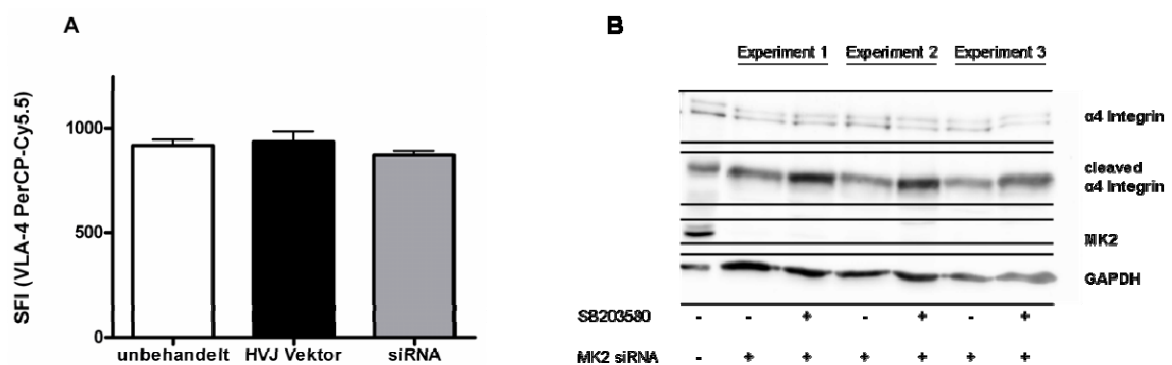 A
SFI (VLA-4 PerCP-Cy5.5)
1000
500
0
unbehandelt HVJ Vektor siRNA
B
Experiment 1 Experiment 2 Experiment 3
α4 Integrin
cleaved
α4 Integrin
MK2
GAPDH
SB203580 - - + - + - +
MK2 siRNA - + + + + + +